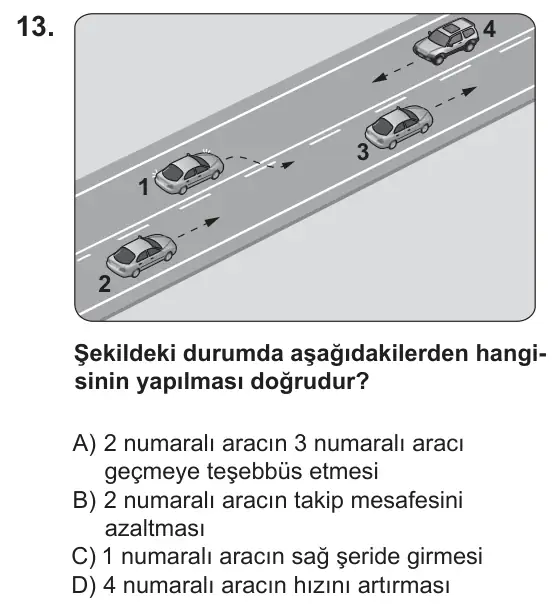 13.
4
3
1
2
Şekildeki durumda aşağıdakilerden hangi-
sinin yapılması doğrudur?
A) 2 numaralı aracın 3 numaralı aracı
geçmeye teşebbüs etmesi
B) 2 numaralı aracın takip mesafesini
azaltması
C) 1 numaralı aracın sağ şeride girmesi
D) 4 numaralı aracın hızını artırması